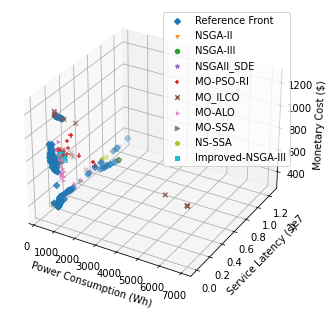 Reference Front
NSGA-II
NSGA-III
NSGAII_SDE
MO-PSO-RI
MO_ILCO
MO-ALO
MO-SSA
NS-SSA
Improved-NSGA-III
1200
1000
800
600
400
Monetary Cost ($)
0
1000
2000
3000
4000
5000
6000
7000
Power Consumption (Wh)
0.0
0.2
0.4
0.6
0.8
1.0
1.2
1e7
Service Latency (s)